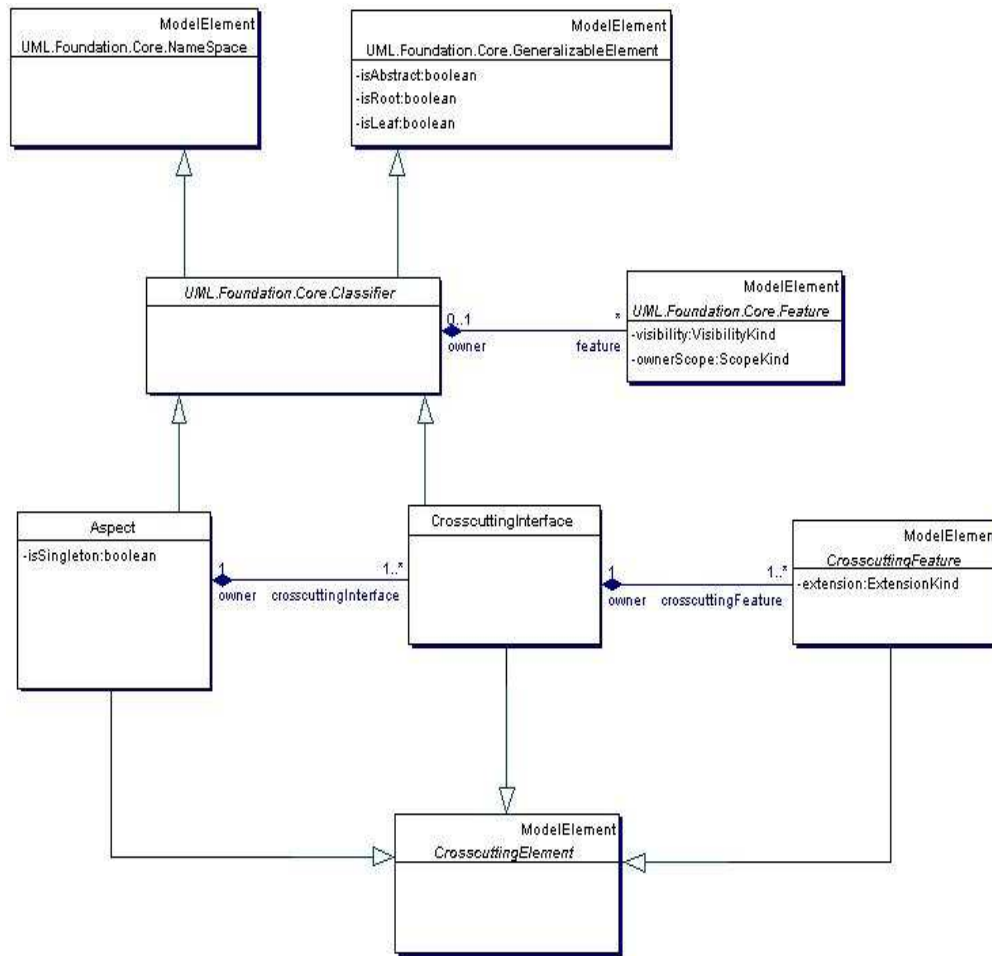 ModelElement
UML.Foundation.Core.NameSpace
ModelElement
UML.Foundation.Core.GeneralizableElement
-isAbstract:boolean
-isRoot:boolean
-isLeaf:boolean
UML.Foundation.Core.Classifier
0..1
owner
*
feature
ModelElement
UML.Foundation.Core.Feature
-visibility:VisibilityKind
-ownerScope:ScopeKind
Aspect
-isSingleton:boolean
1
owner
1..*
crosscuttingInterface
CrosscuttingInterface
1
owner
1..*
crosscuttingFeature
ModelElement
CrosscuttingFeature
-extension:ExtensionKind
ModelElement
CrosscuttingElement